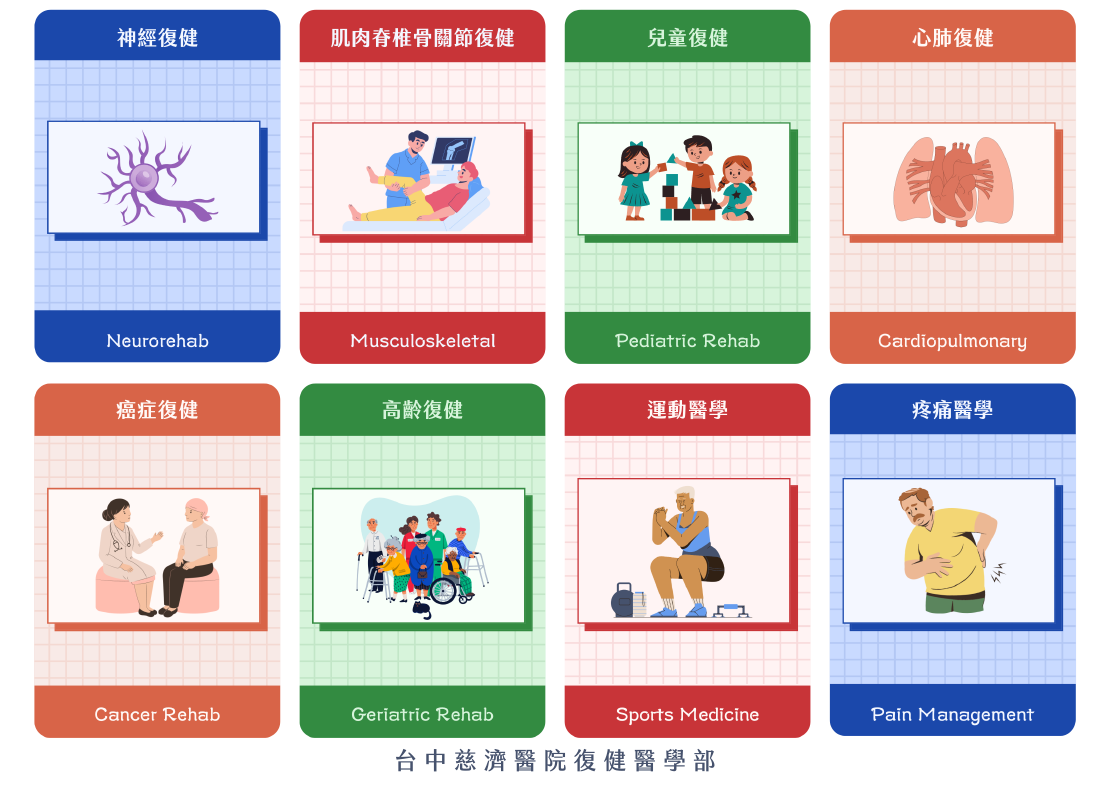 神經復健
肌肉脊椎骨關節復健
兒童復健
心肺復健
Neurorehab
Musculoskeletal
Pediatric Rehab
Cardiopulmonary
癌症復健
高齡復健
運動醫學
疼痛醫學
Cancer Rehab
Geriatric Rehab
Sports Medicine
Pain Management
台中慈濟醫院復健醫學部